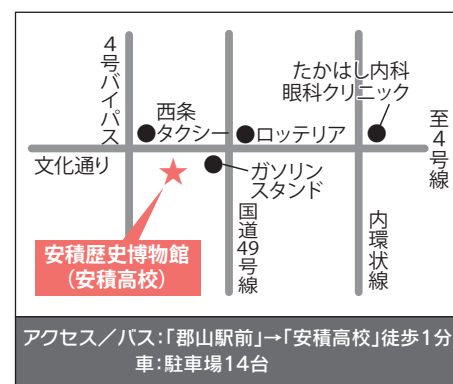 4号バイパス
西条
タクシー
ロッテリア
たかはし内科
眼科クリニック
至4号線
文化通り
ガソリン
スタンド
国道49号線
内環状線
安積歴史博物館
(安積高校)
アクセス/バス:「郡山駅前」→「安積高校」徒歩1分
車:駐車場14台